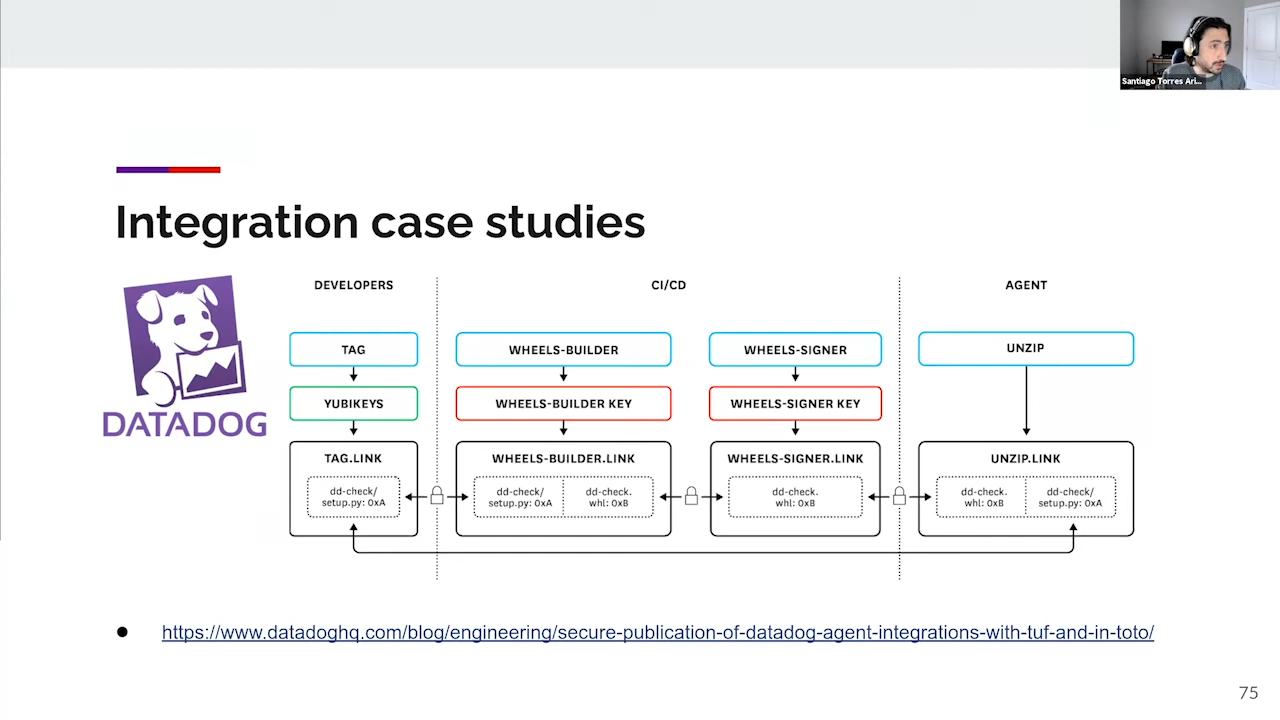 Santiago Torres Ari...
Integration case studies
DATADOG
DEVELOPERS
CI/CD
AGENT
TAG
WHEELS-BUILDER
WHEELS-SIGNER
UNZIP
YUBIKEYS
WHEELS-BUILDER KEY
WHEELS-SIGNER KEY
TAG.LINK
dd-check/
setup.py: 0xA
WHEELS-BUILDER.LINK
dd-check/
setup.py: 0xA
dd-check.
whl: 0xB
WHEELS-SIGNER.LINK
dd-check.
whl: 0xB
UNZIP.LINK
dd-check.
whl: 0xB
dd-check/
setup.py: 0xA
● https://www.datadoghq.com/blog/engineering/secure-publication-of-datadog-agent-integrations-with-tuf-and-in-toto/
75